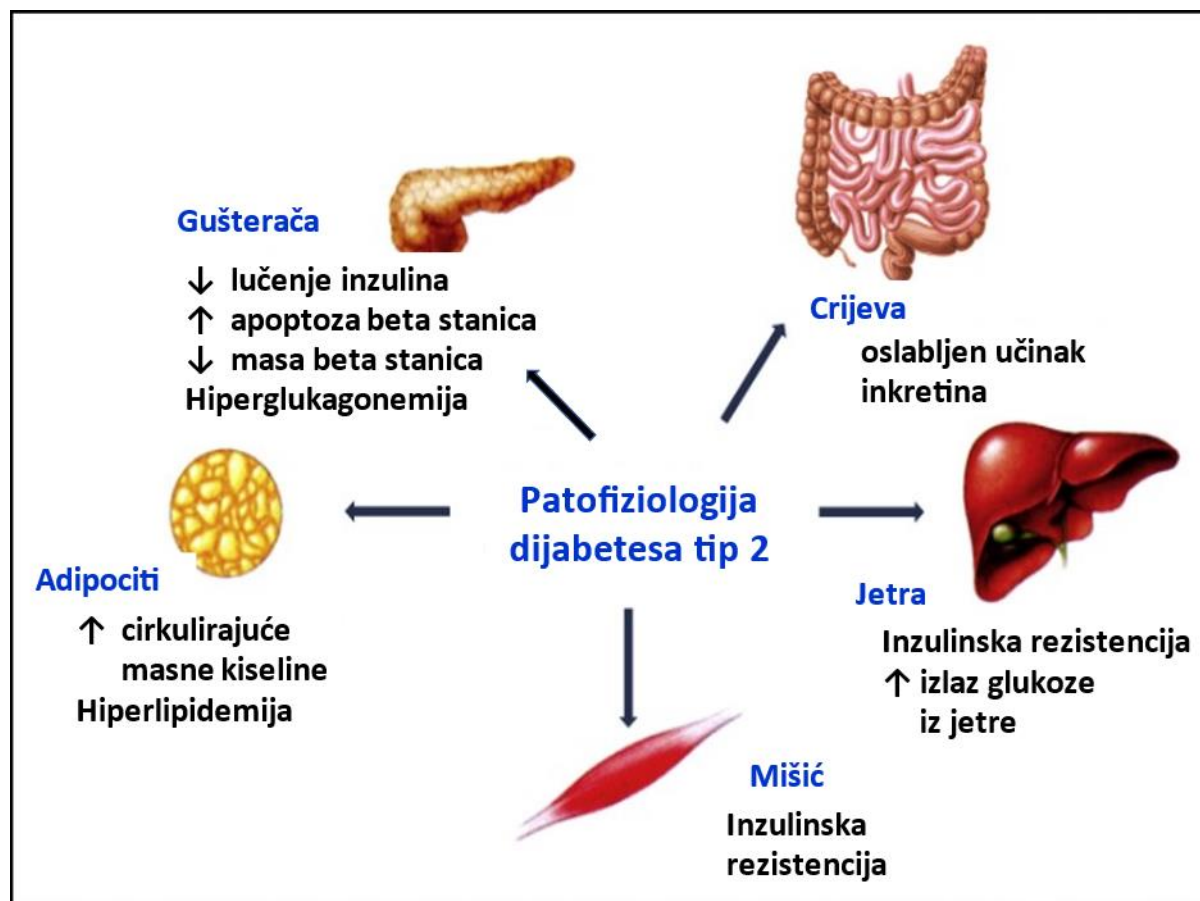 Gušterača
↓ lučenje inzulina
↑ apoptoza beta stanica
↓ masa beta stanica
Hiperglukagonemija
Crijeva
oslabljen učinak
inkretina
Patofiziologija
dijabetesa tip 2
Adipociti
↑ cirkulirajuće
masne kiseline
Hiperlipidemija
Jetra
Inzulinska rezistencija
↑ izlaz glukoze
iz jetre
Mišić
Inzulinska
rezistencija